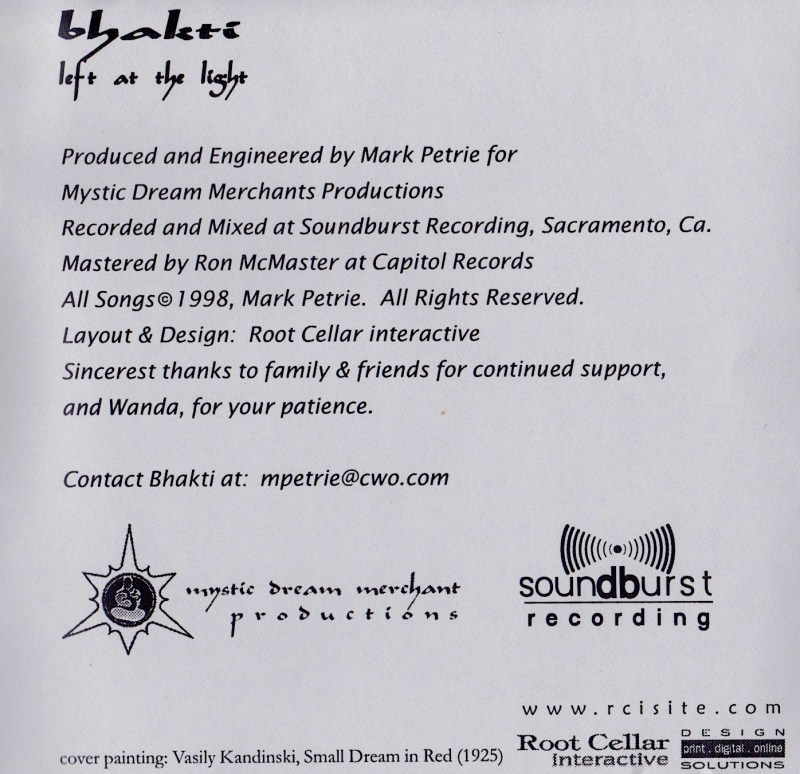 bhakti
left at the light
Produced and Engineered by Mark Petrie for
Mystic Dream Merchants Productions
Recorded and Mixed at Soundburst Recording, Sacramento, Ca.
Mastered by Ron McMaster at Capitol Records
All Songs©1998, Mark Petrie.  All Rights Reserved.
Layout & Design:  Root Cellar interactive
Sincerest thanks to family & friends for continued support,
and Wanda, for your patience.
Contact Bhakti at:  mpetrie@cwo.com
mystic dream merchant
productions
soundburst
recording
www.rcisite.com
cover painting: Vasily Kandinski, Small Dream in Red (1925)
Root Cellar
interactive
DESIGN
print . digital . online
SOLUTIONS